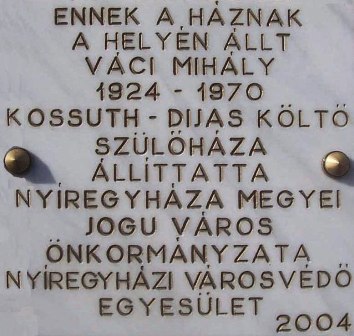 ENNEK A HÁZNAK
A HELYÉN ÁLLT
VÁCI MIHÁLY
1924 - 1970
KOSSUTH - DIJAS KÖLTŐ
SZÜLŐHÁZA
ÁLLÍTTATTA
NYÍREGYHÁZA MEGYEI
JOGU VÁROS
ÖNKORMÁNYZATA
NYÍREGYHÁZI VÁROSVÉDŐ
EGYESÜLET
2004